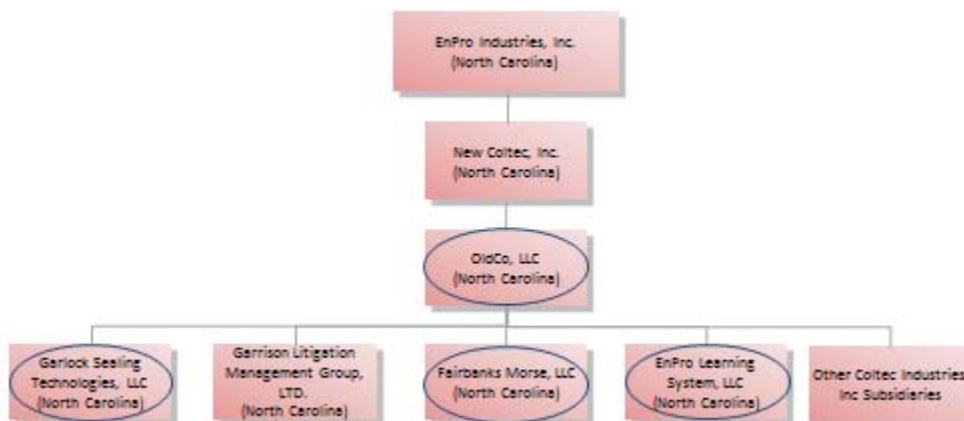 EnPro Industries, Inc.
(North Carolina)
New Coltec, Inc.
(North Carolina)
OldCo, LLC
(North Carolina)
Garlock Sealing
Technologies, LLC
(North Carolina)
Garrison Litigation
Management Group,
LTD.
(North Carolina)
Fairbanks Morse, LLC
(North Carolina)
EnPro Learning
System, LLC
(North Carolina)
Other Coltec Industries
Inc Subsidiaries